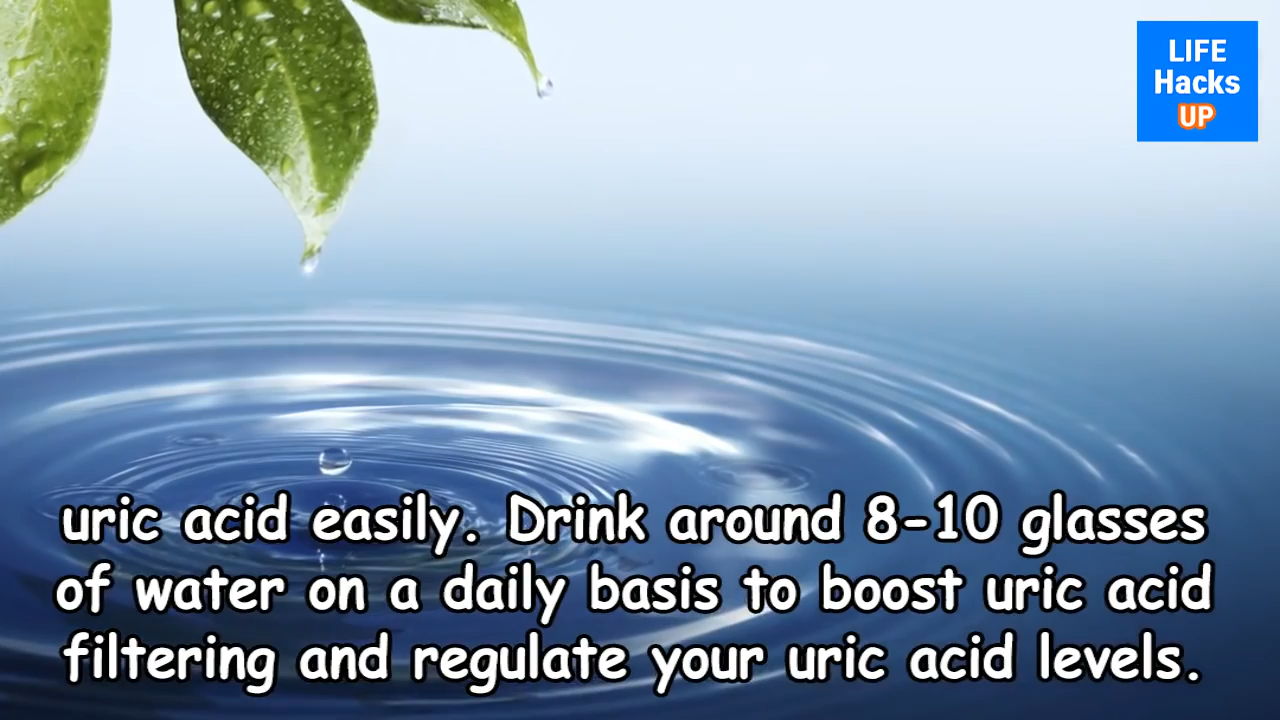 LIFE
Hacks
UP
uric acid easily. Drink around 8-10 glasses
of water on a daily basis to boost uric acid
filtering and regulate your uric acid levels.